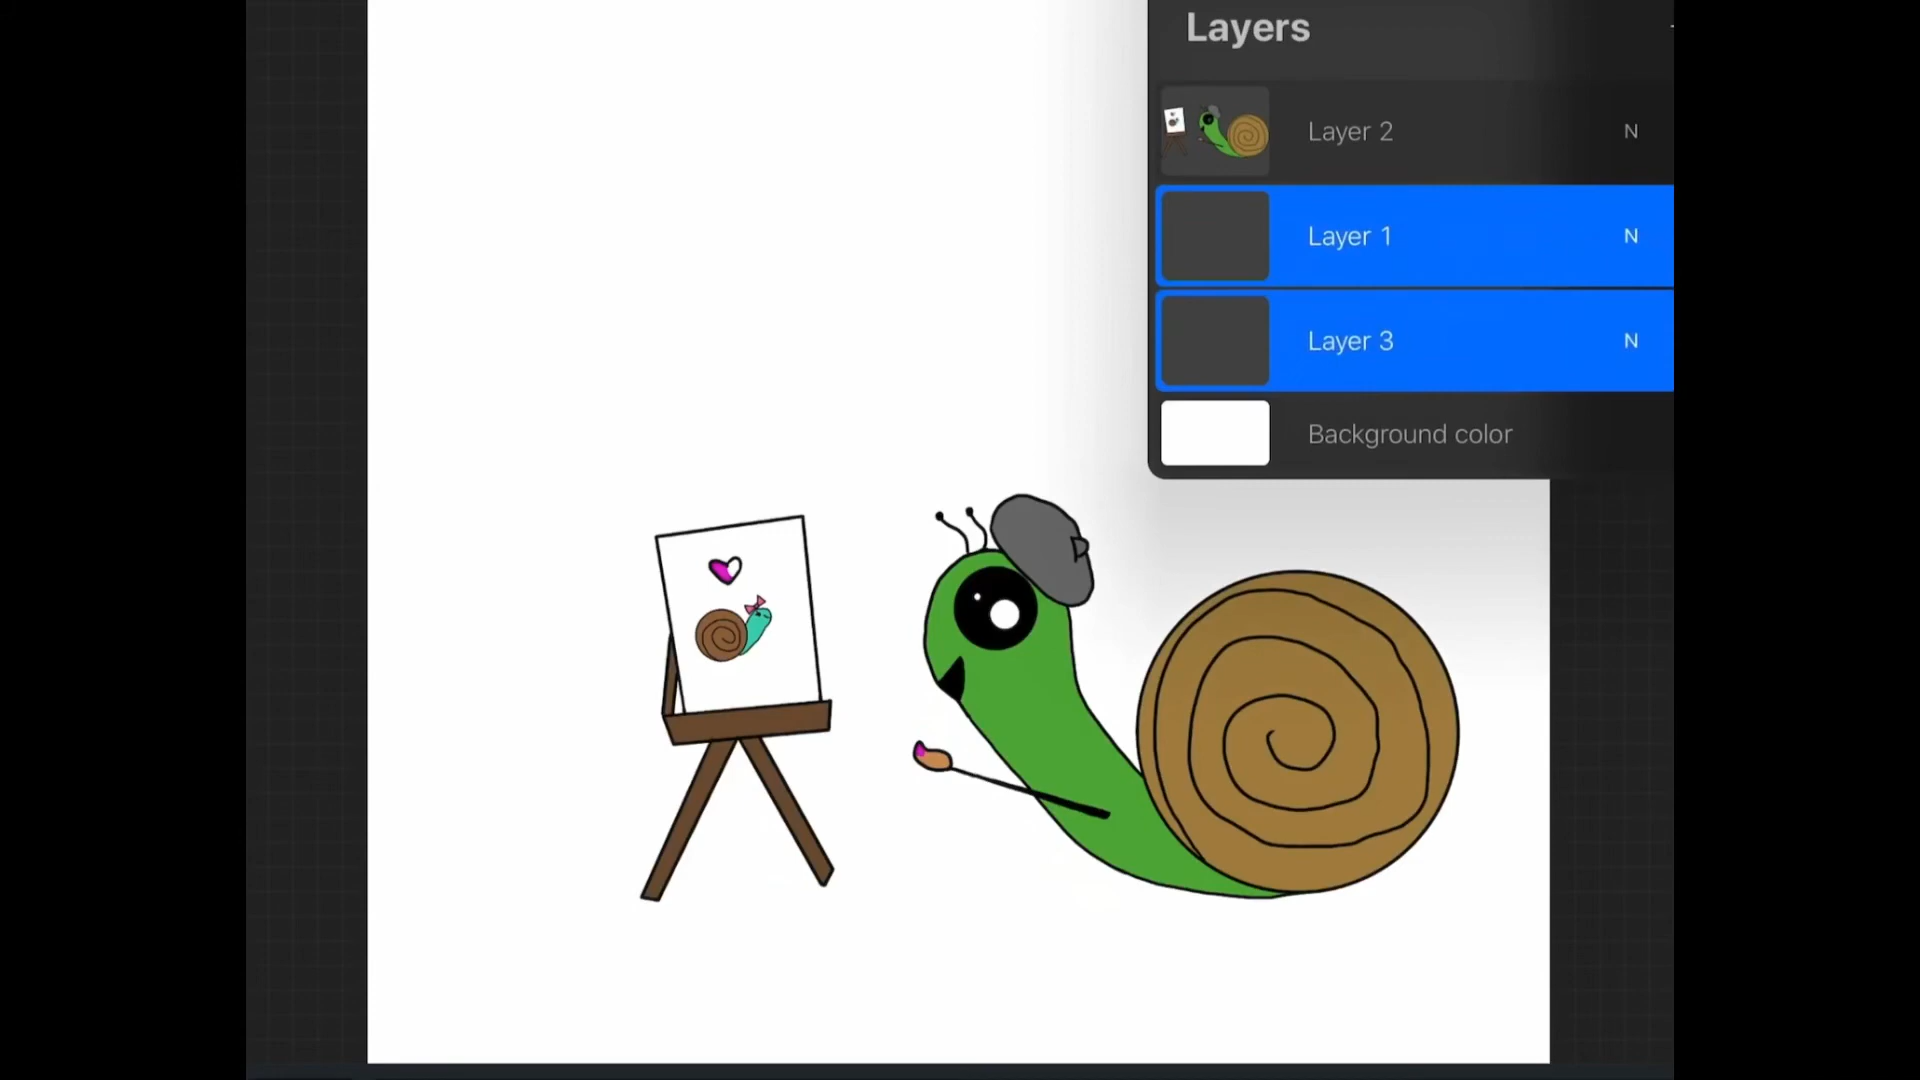 Layers
Layer 2 N
Layer 1 N
Layer 3 N
Background color